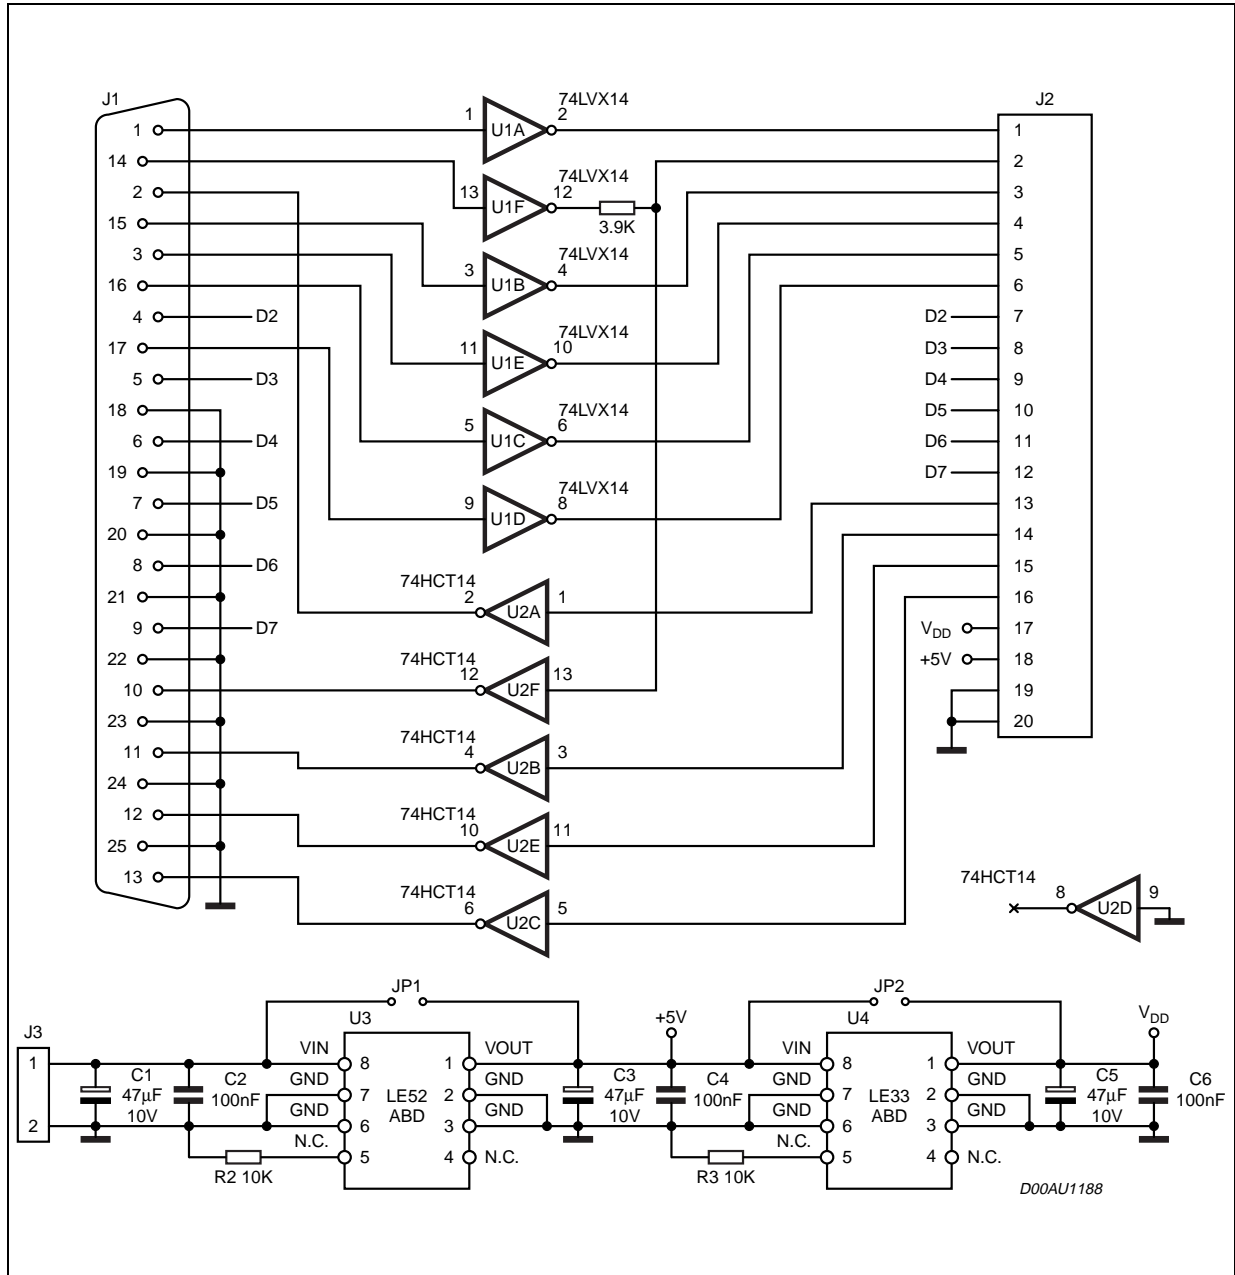 J1
74LVX14
J2
1
1
U1A
2
1
14
74LVX14
2
2
13
U1F
12
3.9K
3
15
74LVX14
4
3
3
U1B
4
5
16
6
4
D2
74LVX14
D2
7
17
11
U1E
10
D3
8
5
D3
D4
9
18
74LVX14
D5
10
6
D4
5
U1C
6
D6
11
19
D7
12
7
D5
74LVX14
13
20
9
U1D
8
14
8
D6
15
21
74HCT14
2
U2A
1
16
9
D7
VDD
17
22
74HCT14
+5V
18
10
12
U2F
13
19
23
20
11
74HCT14
4
U2B
3
24
12
74HCT14
10
U2E
11
25
13
74HCT14
6
U2C
5
74HCT14
8
U2D
9
JP1
JP2
J3
U3
+5V
U4
VDD
1
VIN
8
1
VOUT
VIN
8
1
VOUT
C1
47µF
10V
C2
100nF
GND
7
LE52
ABD
2
GND
C3
47µF
10V
C4
100nF
GND
7
LE33
ABD
2
GND
C5
47µF
10V
C6
100nF
2
GND
6
3
GND
GND
6
3
GND
N.C.
5
4
N.C.
N.C.
5
4
N.C.
R2 10K
R3 10K
D00AU1188